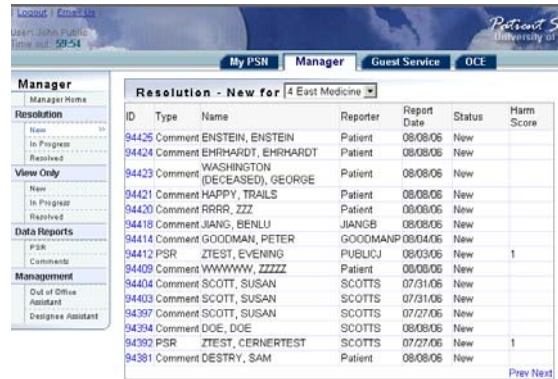 Logout | Email Us
User: John Public
Time out: 59:54
Patient S
University of
My PSN Manager Guest Service OCE
Manager
Manager Home
Resolution
New >>
In Progress
Resolved
View Only
New
In Progress
Resolved
Data Reports
PSR
Comments
Management
Out of Office
Assistant
Designee Assistant
Resolution - New for 4 East Medicine
ID Type Name Reporter Report Date Status Harm Score
94425 Comment ENSTEIN, ENSTEIN Patient 08/08/06 New
94424 Comment EHRHARDT, EHRHARDT Patient 08/08/06 New
94423 Comment WASHINGTON (DECEASED), GEORGE Patient 08/08/06 New
94421 Comment HAPPY, TRAILS Patient 08/08/06 New
94420 Comment RRRR, ZZZ Patient 08/08/06 New
94418 Comment JIANG, BENLU JIANGB 08/08/06 New
94414 Comment GOODMAN, PETER GOODMANP 08/04/06 New
94412 PSR ZTEST, EVENING PUBLICJ 08/03/06 New 1
94409 Comment WWWWW, ZZZZZ Patient 08/08/06 New
94404 Comment SCOTT, SUSAN SCOTTS 07/31/06 New
94403 Comment SCOTT, SUSAN SCOTTS 07/31/06 New
94397 Comment SCOTT, SUSAN SCOTTS 07/27/06 New
94394 Comment DOE, DOE SCOTTS 08/08/06 New
94392 PSR ZTEST, CERNERTEST SCOTTS 07/27/06 New 1
94381 Comment DESTRY, SAM Patient 08/08/06 New
Prev Next